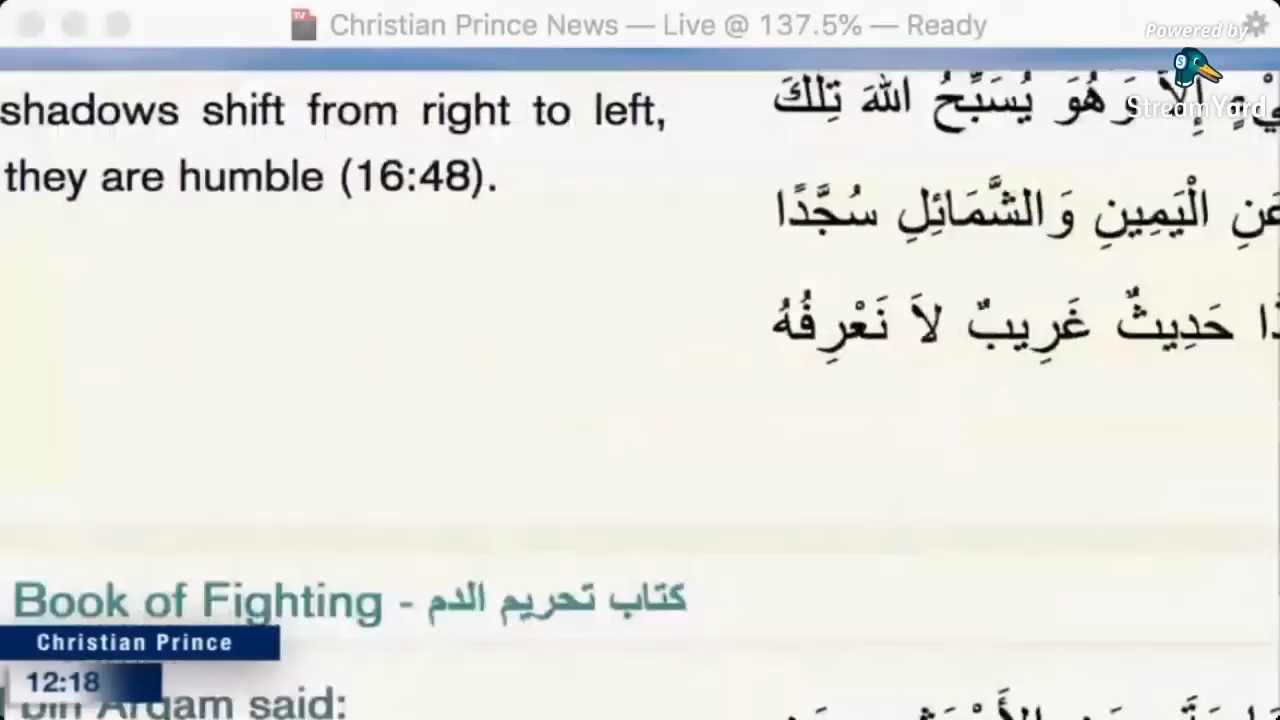 Christian Prince News — Live @ 137.5% — Ready
Powered by
StreamYard
shadows shift from right to left,
they are humble (16:48).
إِلاَّ وَهُوَ يُسَبِّحُ اللَّهَ تِلْكَ
عَنِ الْيَمِينِ وَالشَّمَائِلِ سُجَّدًا
حَدِيثٌ غَرِيبٌ لاَ نَعْرِفُهُ
Book of Fighting - كتاب تحريم الدم
Christian Prince
12:18
bin Arqam said: